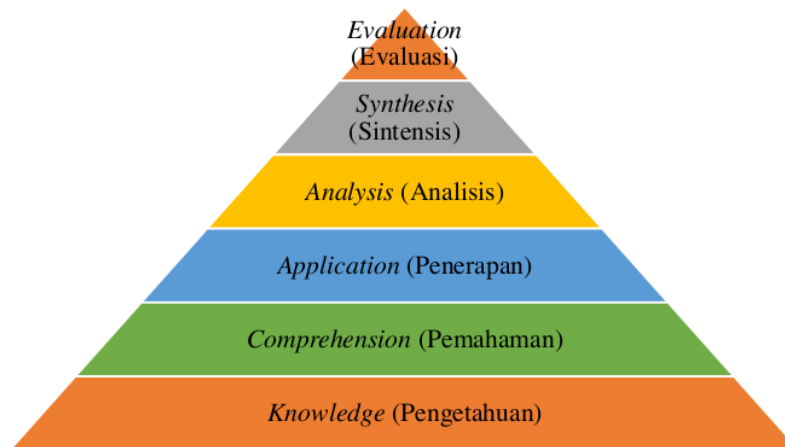 Evaluation
(Evaluasi)
Synthesis
(Sintensis)
Analysis (Analisis)
Application (Penerapan)
Comprehension (Pemahaman)
Knowledge (Pengetahuan)